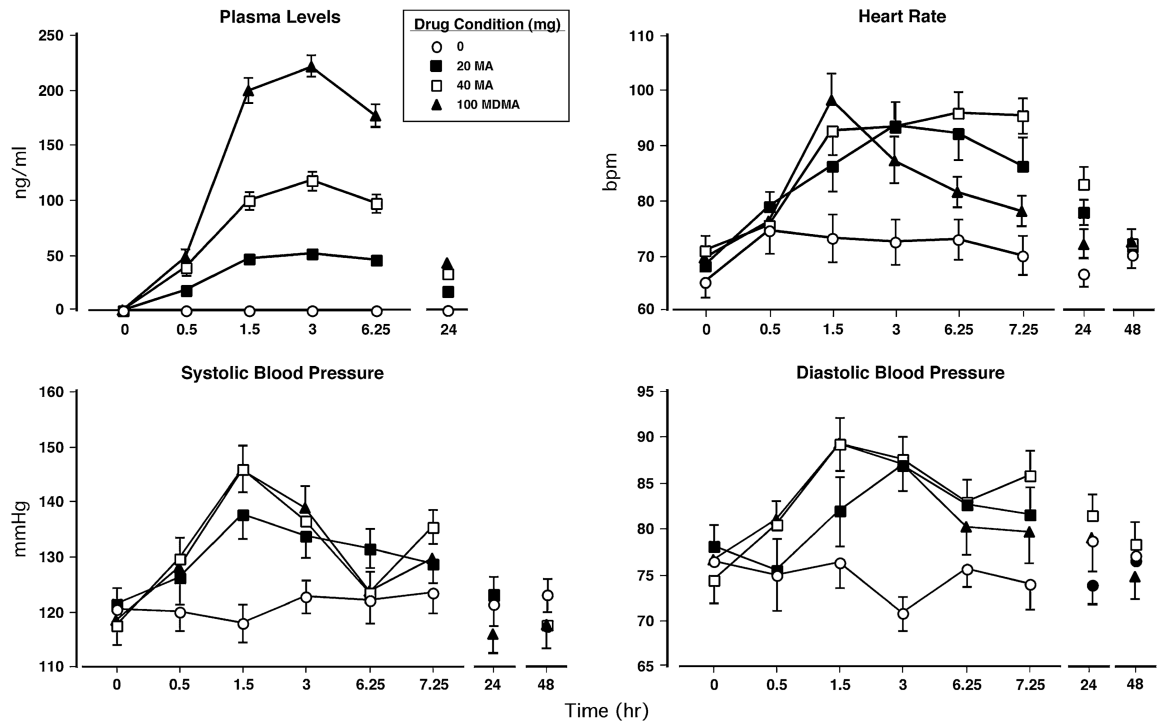 Plasma Levels
Drug Condition (mg)
0
20 MA
40 MA
100 MDMA
ng/ml
250
200
150
100
50
0
0 0.5 1.5 3 6.25 24
Heart Rate
bpm
110
100
90
80
70
60
0 0.5 1.5 3 6.25 7.25 24 48
Systolic Blood Pressure
mmHg
160
150
140
130
120
110
0 0.5 1.5 3 6.25 7.25 24 48
Diastolic Blood Pressure
95
90
85
80
75
70
65
0 0.5 1.5 3 6.25 7.25 24 48
Time (hr)